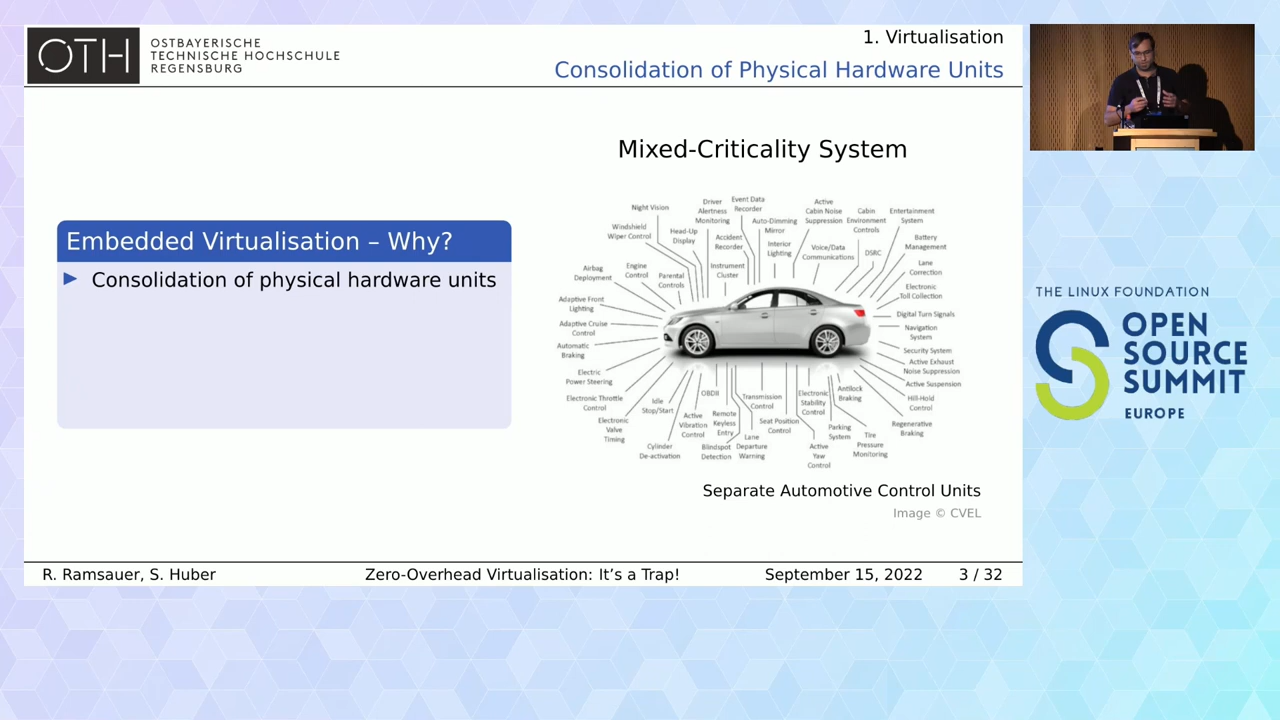 OTH
OSTBAYERISCHE
TECHNISCHE HOCHSCHULE
REGENSBURG
1. Virtualisation
Consolidation of Physical Hardware Units
Embedded Virtualisation – Why?
Consolidation of physical hardware units
Mixed-Criticality System
Night Vision
Driver
Alertness
Monitoring
Event Data
Recorder
Active
Cabin Noise
Suppression
Cabin
Environment
Controls
Entertainment
System
Windshield
Wiper Control
Head-Up
Display
Accident
Recorder
Auto-Dimming
Mirror
Interior
Lighting
Voice/Data
Communications
DSRC
Battery
Management
Airbag
Deployment
Engine
Control
Parental
Controls
Instrument
Cluster
Lane
Correction
Electronic
Toll Collection
Adaptive Front
Lighting
Digital Turn Signals
Adaptive Cruise
Control
Navigation
System
Automatic
Braking
Security System
Active Exhaust
Noise Suppression
Electric
Power Steering
Active Suspension
Electronic Throttle
Control
Idle
Stop/Start
OBDII
Transmission
Control
Electronic
Stability
Control
Antilock
Braking
Hill-Hold
Control
Electronic
Valve
Timing
Active
Vibration
Control
Remote
Keyless
Entry
Seat Position
Control
Parking
System
Regenerative
Braking
Cylinder
De-activation
Blindspot
Detection
Lane
Departure
Warning
Active
Yaw
Control
Tire
Pressure
Monitoring
Separate Automotive Control Units
Image © CVEL
R. Ramsauer, S. Huber
Zero-Overhead Virtualisation: It's a Trap!
September 15, 2022
3 / 32
THE LINUX FOUNDATION
OPEN
SOURCE
SUMMIT
EUROPE